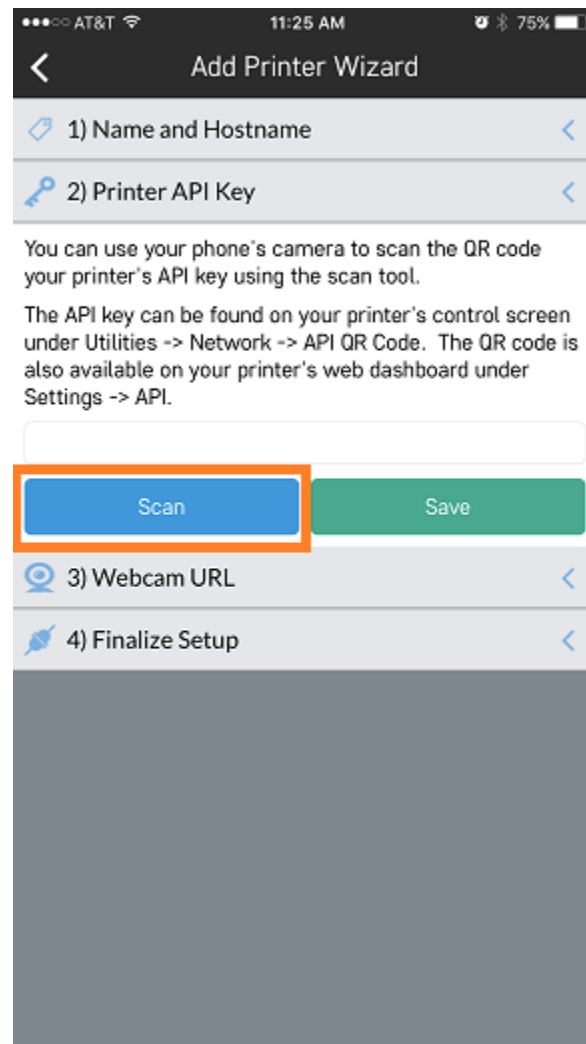 AT&T 11:25 AM 75%
Add Printer Wizard
1) Name and Hostname
2) Printer API Key
You can use your phone's camera to scan the QR code
your printer's API key using the scan tool.
The API key can be found on your printer's control screen
under Utilities -> Network -> API QR Code. The QR code is
also available on your printer's web dashboard under
Settings -> API.
Scan Save
3) Webcam URL
4) Finalize Setup